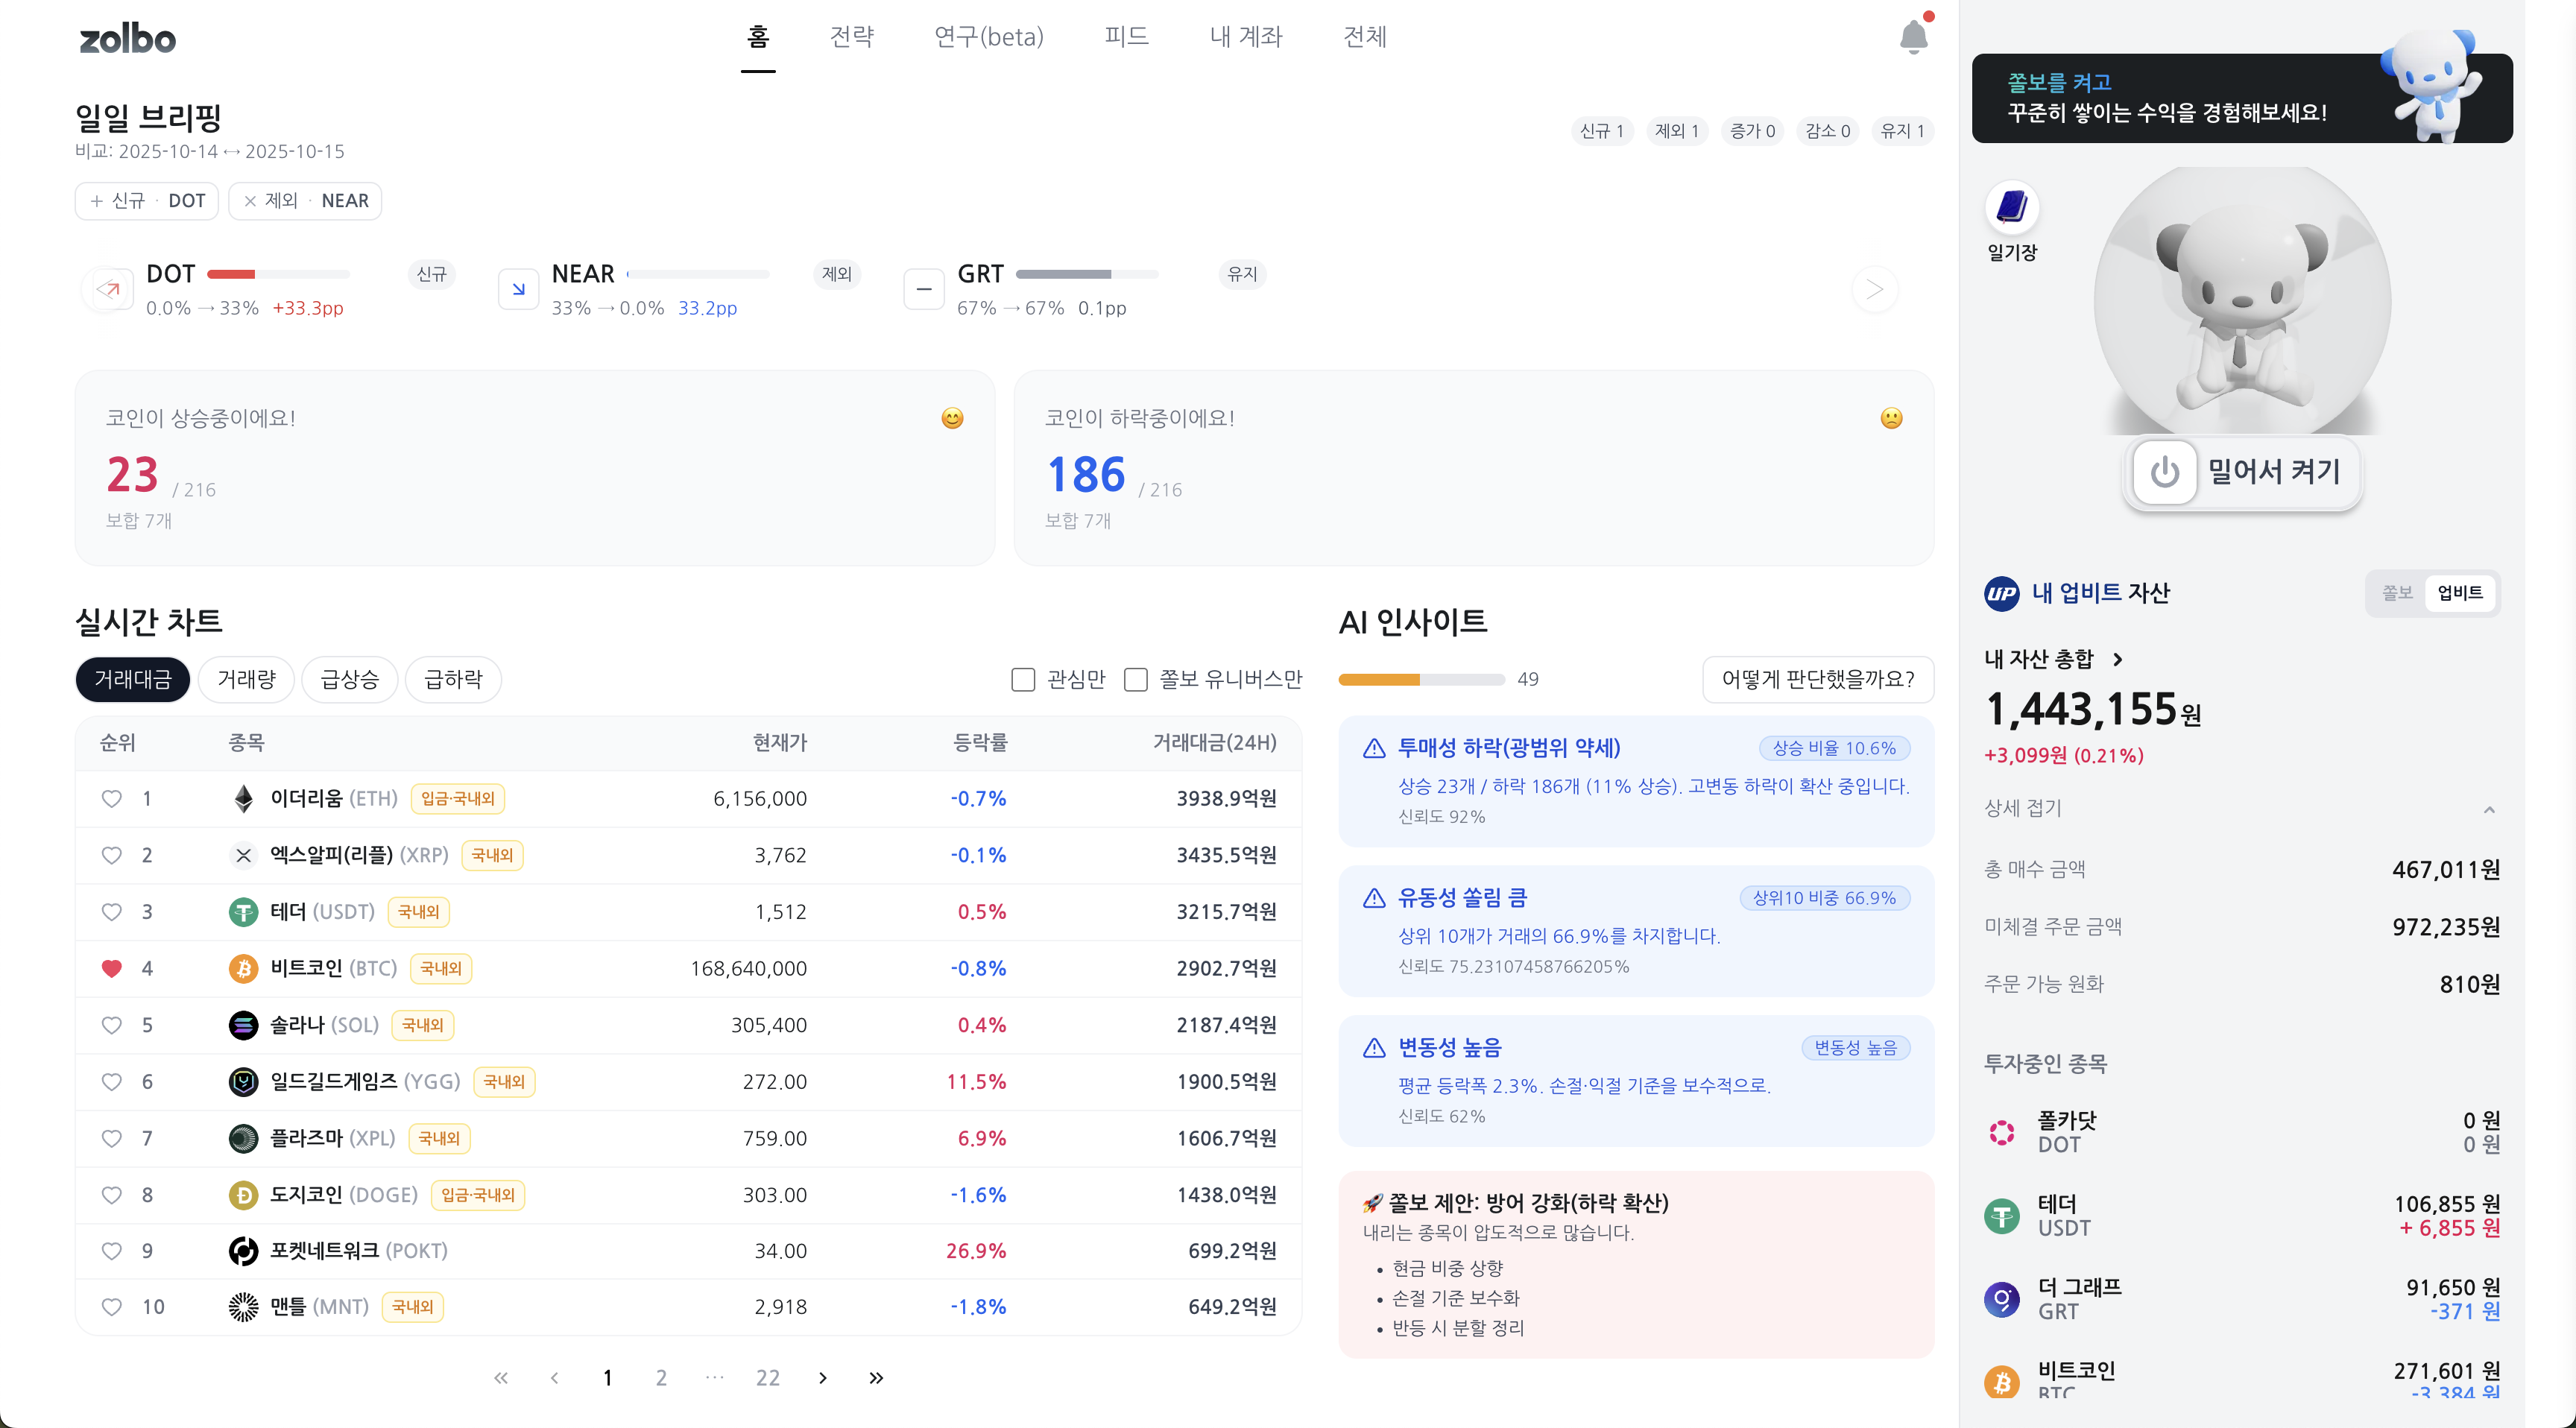 zolbo
홈
전략
연구(beta)
피드
내 계좌
전체
일일 브리핑
비교: 2025-10-14 ↔ 2025-10-15
신규 1
제외 1
증가 0
감소 0
유지 1
+ 신규 · DOT
× 제외 · NEAR
DOT
신규
0.0% → 33% +33.3pp
NEAR
제외
33% → 0.0% 33.2pp
GRT
유지
67% → 67% 0.1pp
코인이 상승중이에요!
23 / 216
보합 7개
코인이 하락중이에요!
186 / 216
보합 7개
실시간 차트
거래대금
거래량
급상승
급하락
관심만
쫄보 유니버스만
순위 종목 현재가 등락률 거래대금(24H)
1 이더리움 (ETH) 입금·국내외 6,156,000 -0.7% 3938.9억원
2 엑스알피(리플) (XRP) 국내외 3,762 -0.1% 3435.5억원
3 테더 (USDT) 국내외 1,512 0.5% 3215.7억원
4 비트코인 (BTC) 국내외 168,640,000 -0.8% 2902.7억원
5 솔라나 (SOL) 국내외 305,400 0.4% 2187.4억원
6 일드길드게임즈 (YGG) 국내외 272.00 11.5% 1900.5억원
7 플라즈마 (XPL) 국내외 759.00 6.9% 1606.7억원
8 도지코인 (DOGE) 입금·국내외 303.00 -1.6% 1438.0억원
9 포켓네트워크 (POKT) 34.00 26.9% 699.2억원
10 맨틀 (MNT) 국내외 2,918 -1.8% 649.2억원
« ‹ 1 2 ··· 22 › »
AI 인사이트
49
어떻게 판단했을까요?
투매성 하락(광범위 약세)
상승 비율 10.6%
상승 23개 / 하락 186개 (11% 상승). 고변동 하락이 확산 중입니다.
신뢰도 92%
유동성 쏠림 큼
상위10 비중 66.9%
상위 10개가 거래의 66.9%를 차지합니다.
신뢰도 75.23107458766205%
변동성 높음
변동성 높음
평균 등락폭 2.3%. 손절·익절 기준을 보수적으로.
신뢰도 62%
🚀 쫄보 제안: 방어 강화(하락 확산)
내리는 종목이 압도적으로 많습니다.
• 현금 비중 상향
• 손절 기준 보수화
• 반등 시 분할 정리
쫄보를 켜고
꾸준히 쌓이는 수익을 경험해보세요!
일기장
밀어서 켜기
UP 내 업비트 자산
쫄보
업비트
내 자산 총합 >
1,443,155원
+3,099원 (0.21%)
상세 접기
총 매수 금액 467,011원
미체결 주문 금액 972,235원
주문 가능 원화 810원
투자중인 종목
폴카닷 0 원
DOT 0 원
테더 106,855 원
USDT + 6,855 원
더 그래프 91,650 원
GRT -371 원
비트코인 271,601 원
BTC -3,384 원